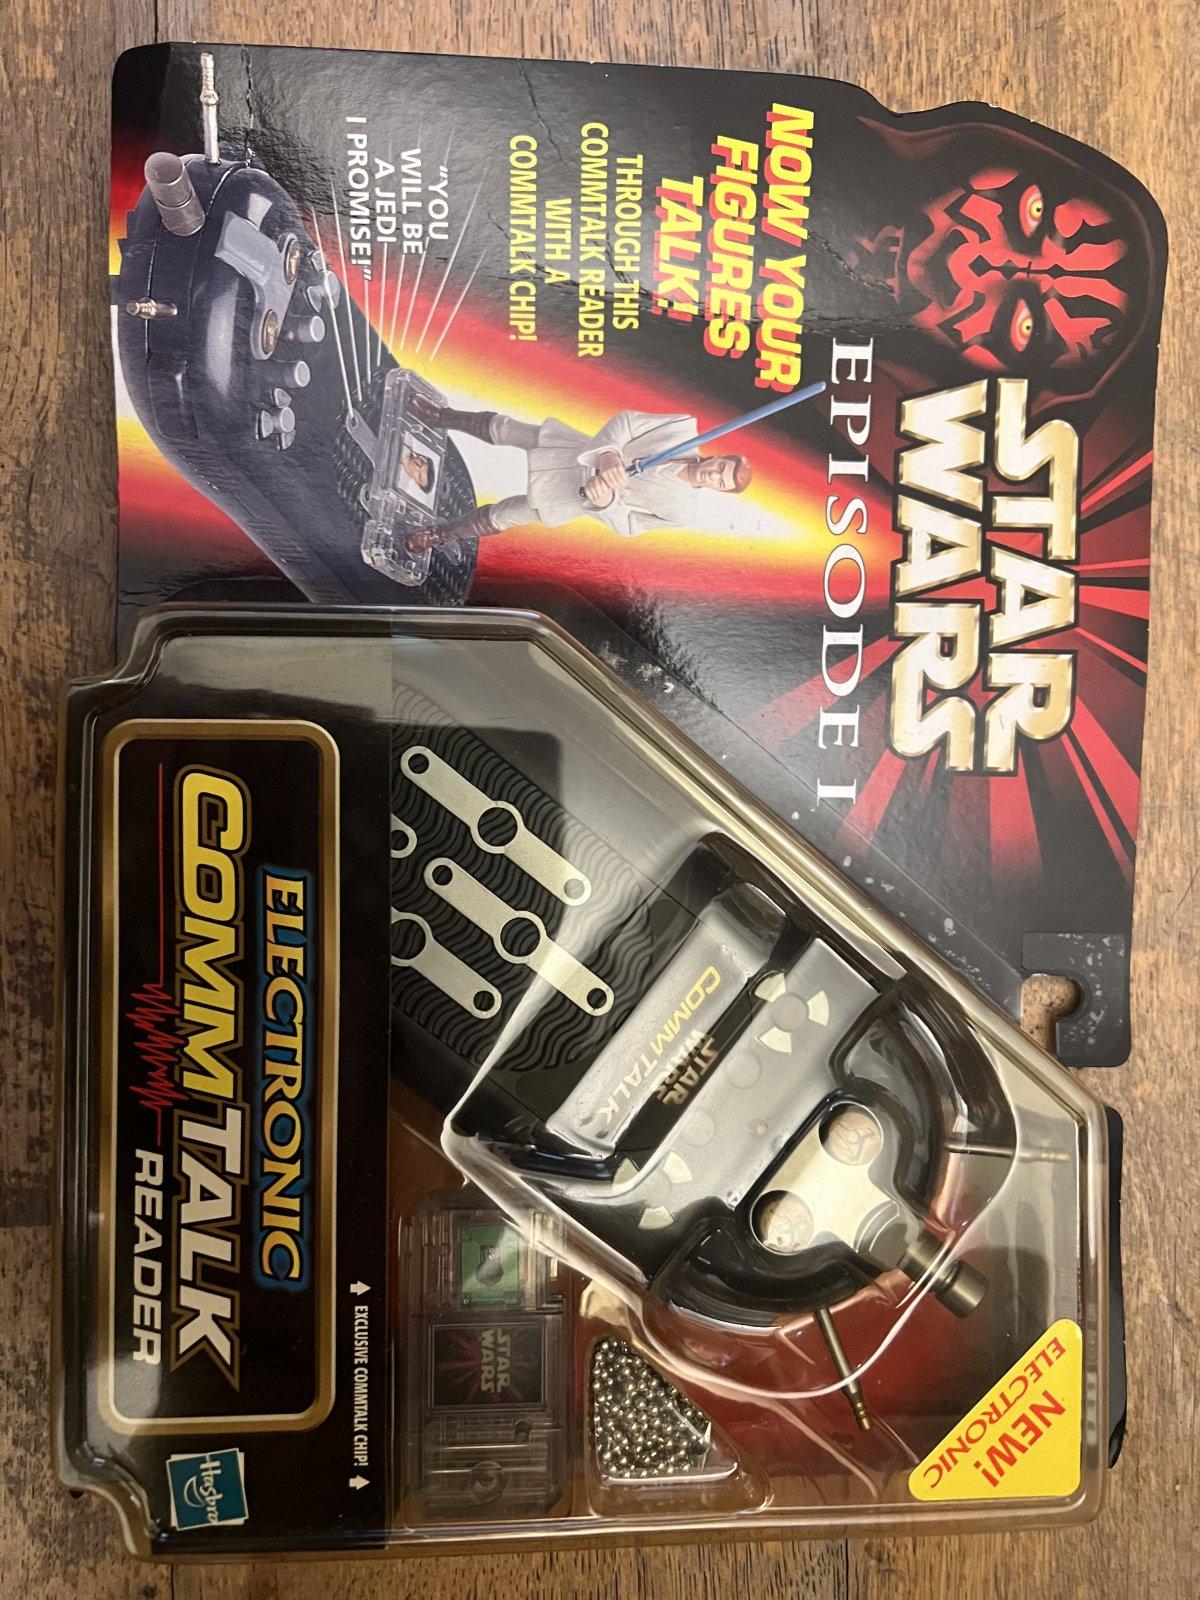 STAR
WARS
EPISODE I
NOW YOUR
FIGURES
TALK!
THROUGH THIS
COMMTALK READER
WITH A
COMMTALK CHIP!
"YOU
WILL BE
A JEDI
I PROMISE!"
NEW!
ELECTRONIC
STAR
WARS
COMMTALK
STAR
WARS
EXCLUSIVE COMMTALK CHIP!
ELECTRONIC
COMMTALK
READER
Hasbro